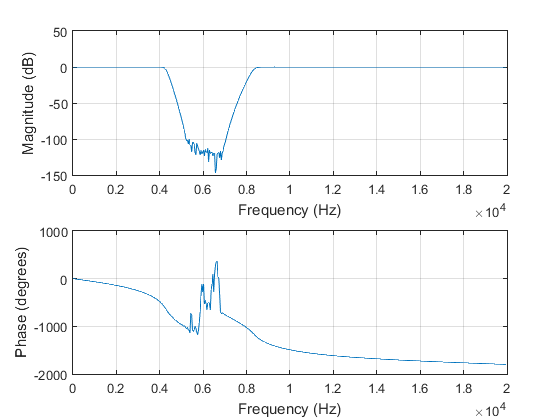 50
0
-50
-100
-150
Magnitude (dB)
0 0.2 0.4 0.6 0.8 1 1.2 1.4 1.6 1.8 2
Frequency (Hz)
×10^4
1000
0
-1000
-2000
Phase (degrees)
0 0.2 0.4 0.6 0.8 1 1.2 1.4 1.6 1.8 2
Frequency (Hz)
×10^4